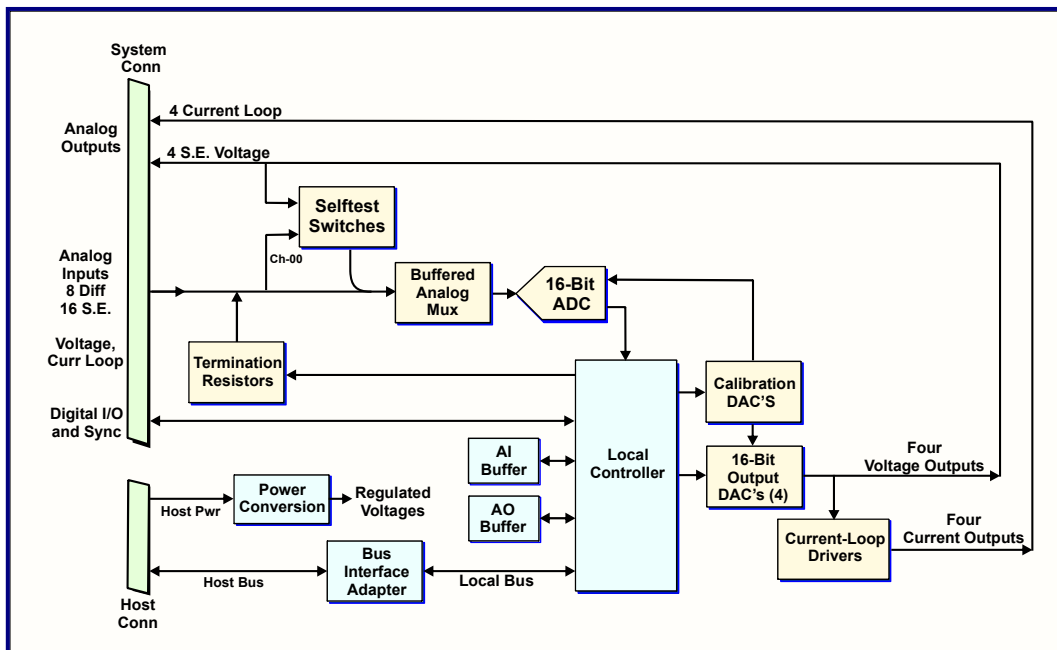 System
Conn
4 Current Loop
Analog
Outputs
4 S.E. Voltage
Selftest
Switches
Ch-00
Analog
Inputs
8 Diff
16 S.E.
Buffered
Analog
Mux
16-Bit
ADC
Voltage,
Curr Loop
Termination
Resistors
Calibration
DAC'S
Digital I/O
and Sync
AI
Buffer
Local
Controller
16-Bit
Output
DAC's (4)
Four
Voltage Outputs
Host Pwr
Power
Conversion
Regulated
Voltages
AO
Buffer
Current-Loop
Drivers
Four
Current Outputs
Host Bus
Bus
Interface
Adapter
Local Bus
Host
Conn